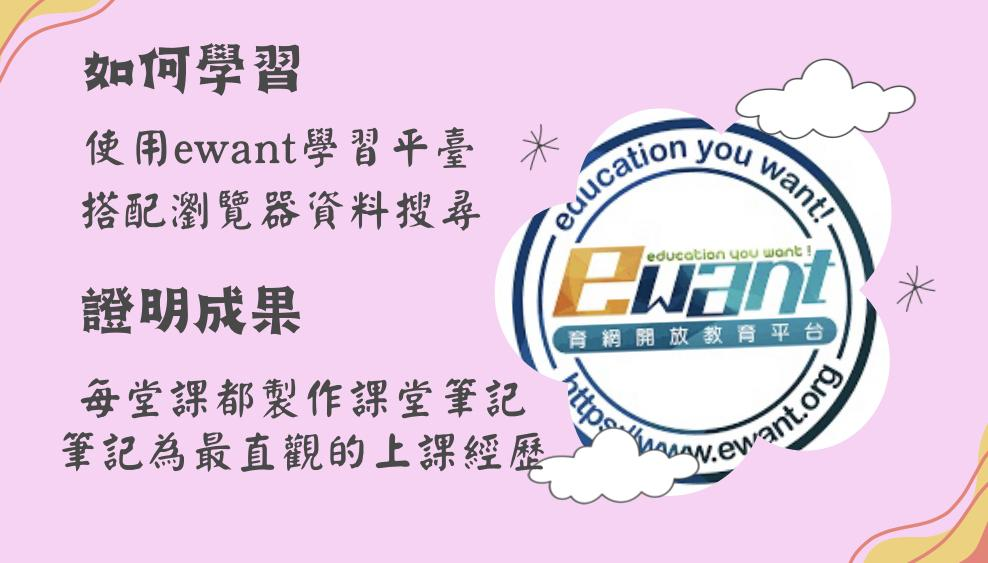 如何學習
使用ewant學習平臺
搭配瀏覽器資料搜尋
證明成果
每堂課都製作課堂筆記
筆記為最直觀的上課經歷
education you want!
education you want !
ewant
育網開放教育平台
https://www.ewant.org